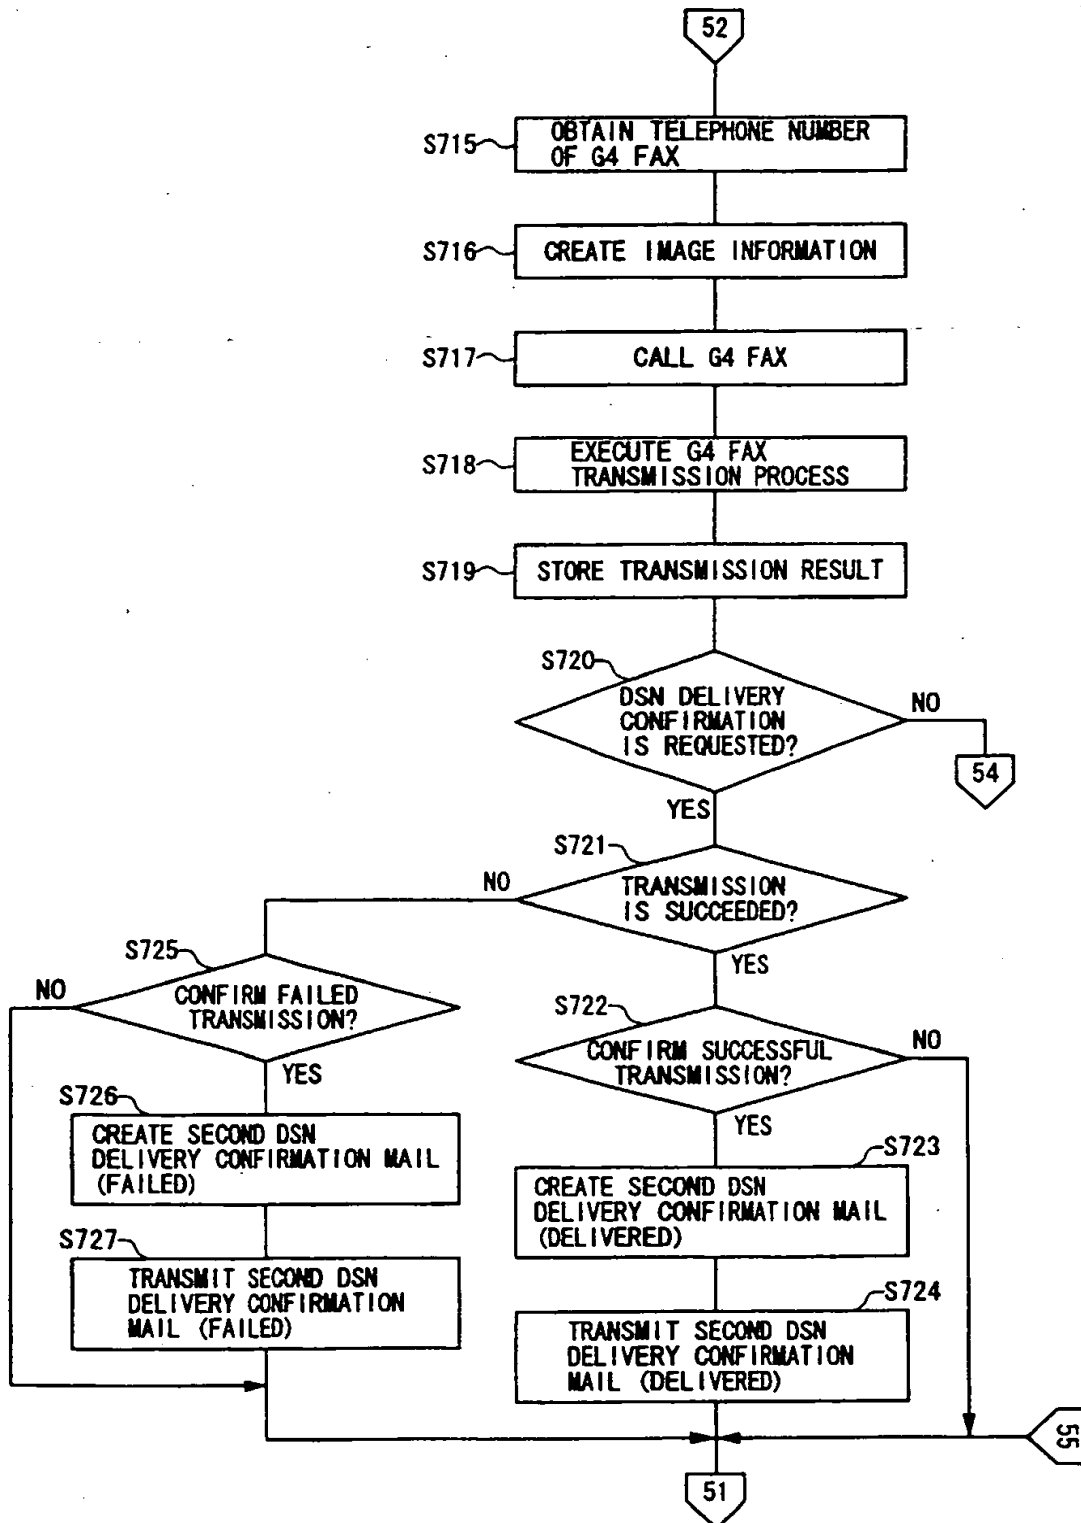 52
S715
OBTAIN TELEPHONE NUMBER
OF G4 FAX
S716
CREATE IMAGE INFORMATION
S717
CALL G4 FAX
S718
EXECUTE G4 FAX
TRANSMISSION PROCESS
S719
STORE TRANSMISSION RESULT
S720
DSN DELIVERY
CONFIRMATION
IS REQUESTED?
NO
54
YES
S721
TRANSMISSION
IS SUCCEEDED?
NO
YES
S725
CONFIRM FAILED
TRANSMISSION?
NO
YES
S722
CONFIRM SUCCESSFUL
TRANSMISSION?
NO
YES
S726
CREATE SECOND DSN
DELIVERY CONFIRMATION MAIL
(FAILED)
S723
CREATE SECOND DSN
DELIVERY CONFIRMATION MAIL
(DELIVERED)
S727
TRANSMIT SECOND DSN
DELIVERY CONFIRMATION
MAIL (FAILED)
S724
TRANSMIT SECOND DSN
DELIVERY CONFIRMATION
MAIL (DELIVERED)
55
51